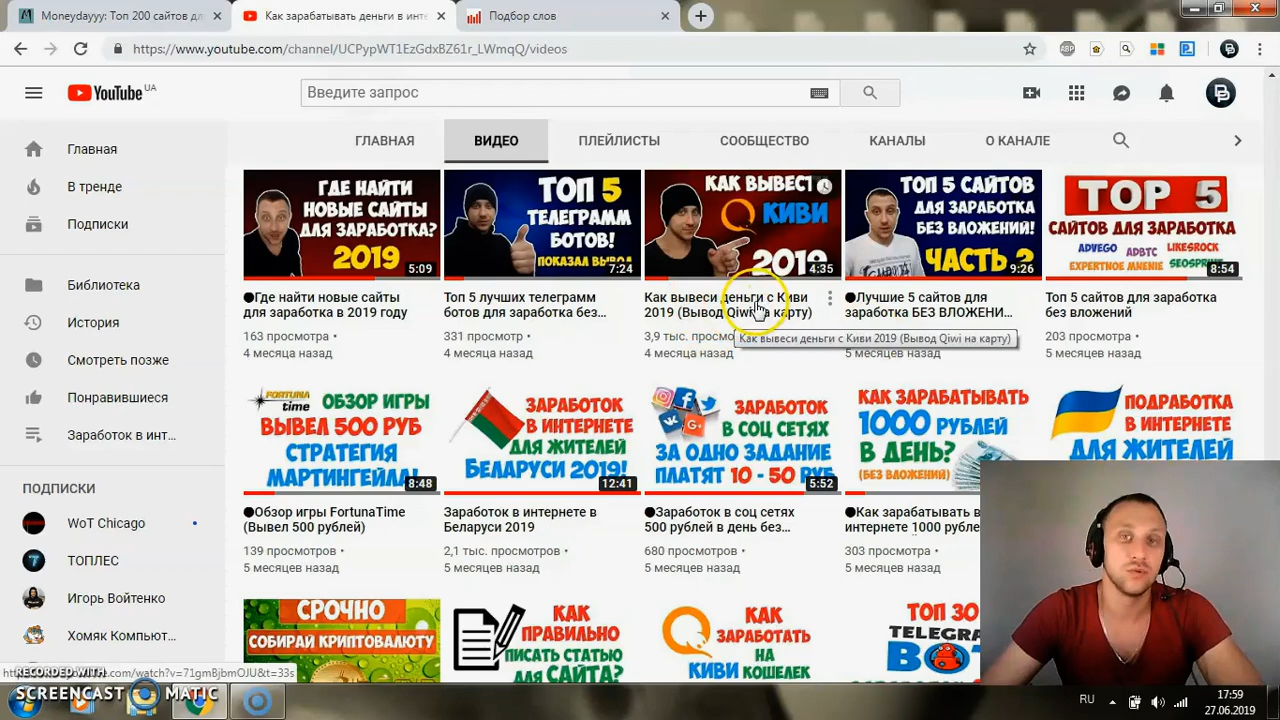 Moneydayyy: Топ 200 сайтов дл
Как зарабатывать деньги в инте
Подбор слов
https://www.youtube.com/channel/UCPypWT1EzGdxBZ61r_LWmqQ/videos
ABP
YouTube UA
Введите запрос
ГЛАВНАЯ
ВИДЕО
ПЛЕЙЛИСТЫ
СООБЩЕСТВО
КАНАЛЫ
О КАНАЛЕ
Главная
В тренде
Подписки
Библиотека
История
Смотреть позже
Понравившиеся
Заработок в инт...
ПОДПИСКИ
WoT Chicago
ТОПЛЕС
Игорь Войтенко
Хомяк Компьют...
ГДЕ НАЙТИ
НОВЫЕ САЙТЫ
ДЛЯ ЗАРАБОТКА?
2019
5:09
●Где найти новые сайты
для заработка в 2019 году
163 просмотра •
4 месяца назад
ТОП 5
ТЕЛЕГРАММ
БОТОВ!
ПОКАЗАЛ ВЫВОД
7:24
Топ 5 лучших телеграмм
ботов для заработка без...
331 просмотр •
4 месяца назад
КАК ВЫВЕСТ
КИВИ
2019
4:35
Как вывеси деньги с Киви
2019 (Вывод Qiwi на карту)
3,9 тыс. просмо
4 месяца назад
Как вывеси деньги с Киви 2019 (Вывод Qiwi на карту)
ТОП 5 САЙТОВ
ДЛЯ ЗАРАБОТКА
БЕЗ ВЛОЖЕНИЙ!
ЧАСТЬ 2
9:26
●Лучшие 5 сайтов для
заработка БЕЗ ВЛОЖЕНИ...
5 месяцев назад
TOP 5
САЙТОВ ДЛЯ ЗАРАБОТКА
ADVEGO
ADBTC
LIKESROCK
EXPERTNOE MNENIE
SEOSPRINT
8:54
Топ 5 сайтов для заработка
без вложений
203 просмотра •
5 месяцев назад
FORTUNA
time
ОБЗОР ИГРЫ
ВЫВЕЛ 500 РУБ
СТРАТЕГИЯ
МАРТИНГЕЙЛА!
8:48
●Обзор игры FortunaTime
(Вывел 500 рублей)
139 просмотров •
5 месяцев назад
ЗАРАБОТОК
В ИНТЕРНЕТЕ
ДЛЯ ЖИТЕЛЕЙ
БЕЛАРУСИ 2019!
12:41
Заработок в интернете в
Беларуси 2019
2,1 тыс. просмотров •
5 месяцев назад
ЗАРАБОТОК
В СОЦ СЕТЯХ
ЗА ОДНО ЗАДАНИЕ
ПЛАТЯТ 10 - 50 РУБ
5:52
●Заработок в соц сетях
500 рублей в день без...
680 просмотров •
5 месяцев назад
КАК ЗАРАБАТЫВАТЬ
1000 РУБЛЕЙ
В ДЕНЬ?
(БЕЗ ВЛОЖЕНИЙ)
●Как зарабатывать в
интернете 1000 рубле
303 просмотра •
5 месяцев назад
ПОДРАБОТКА
В ИНТЕРНЕТЕ
ДЛЯ ЖИТЕЛЕЙ
СРОЧНО
СОБИРАЙ КРИПТОВАЛЮТУ
КАК
ПРАВИЛЬНО
ПИСАТЬ СТАТЬЮ
ДЛЯ САЙТА?
КАК
ЗАРАБОТАТЬ
НА
КИВИ КОШЕЛЕК
ТОП 30
TELEGRAM
BOT
.com/watch?v=71gmBjbmOJU&t=33s
RECORDED WITH
SCREENCAST MATIC
RU
17:59
27.06.2019